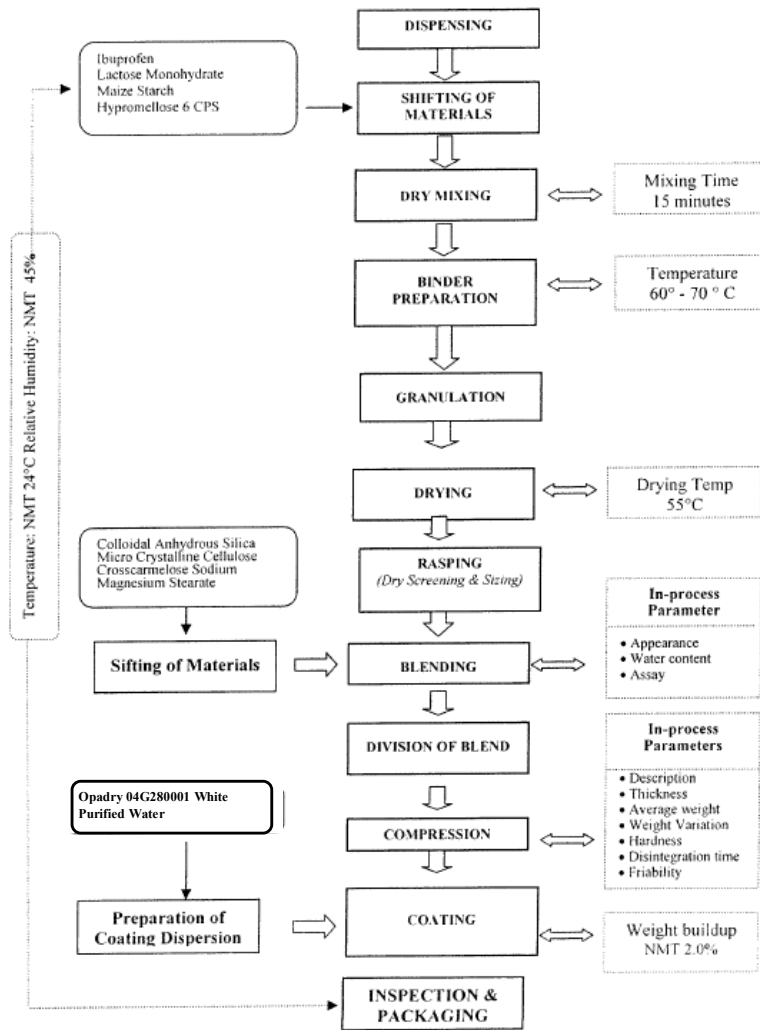 DISPENSING
Ibuprofen
Lactose Monohydrate
Maize Starch
Hypromellose 6 CPS
SHIFTING OF
MATERIALS
DRY MIXING
Mixing Time
15 minutes
BINDER
PREPARATION
Temperature
60° - 70 ° C
Temperature: NMT 24°C Relative Humidity: NMT 45%
GRANULATION
DRYING
Drying Temp
55°C
Colloidal Anhydrous Silica
Micro Crystalline Cellulose
Crosscarmelose Sodium
Magnesium Stearate
RASPING
(Dry Screening & Sizing)
Sifting of Materials
BLENDING
In-process
Parameter
• Appearance
• Water content
• Assay
DIVISION OF BLEND
In-process
Parameters
• Description
• Thickness
• Average weight
• Weight Variation
• Hardness
• Disintegration time
• Friability
Opadry 04G280001 White
Purified Water
COMPRESSION
Preparation of
Coating Dispersion
COATING
Weight buildup
NMT 2.0%
INSPECTION &
PACKAGING